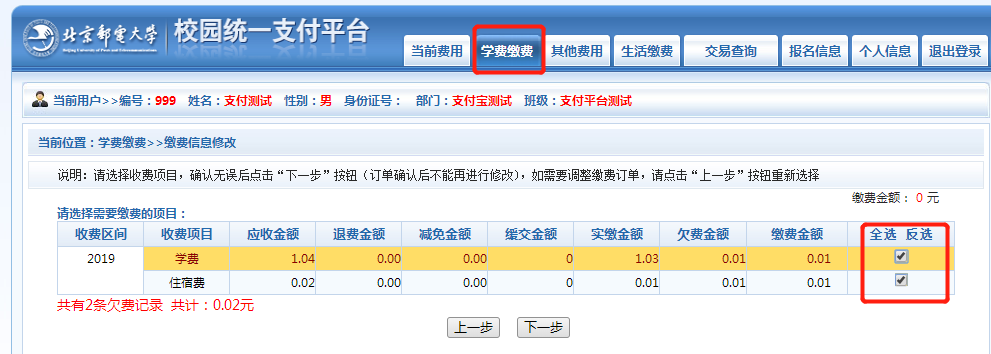 北京邮电大学 校园统一支付平台
Beijing University of Posts and Telecommunications
当前费用 学费缴费 其他费用 生活缴费 交易查询 报名信息 个人信息 退出登录
当前用户>>编号：999 姓名：支付测试 性别：男 身份证号： 部门：支付宝测试 班级：支付平台测试
当前位置：学费缴费>>缴费信息修改
说明：请选择收费项目，确认无误后点击“下一步”按钮（订单确认后不能再进行修改），如需要调整缴费订单，请点击“上一步”按钮重新选择
缴费金额： 0 元
请选择需要缴费的项目：
收费区间 收费项目 应收金额 退费金额 减免金额 缓交金额 实缴金额 欠费金额 缴费金额 全选 反选
2019 学费 1.04 0.00 0.00 0 1.03 0.01 0.01
住宿费 0.02 0.00 0.00 0 0.01 0.01 0.01
共有2条欠费记录 共计：0.02元
上一步 下一步